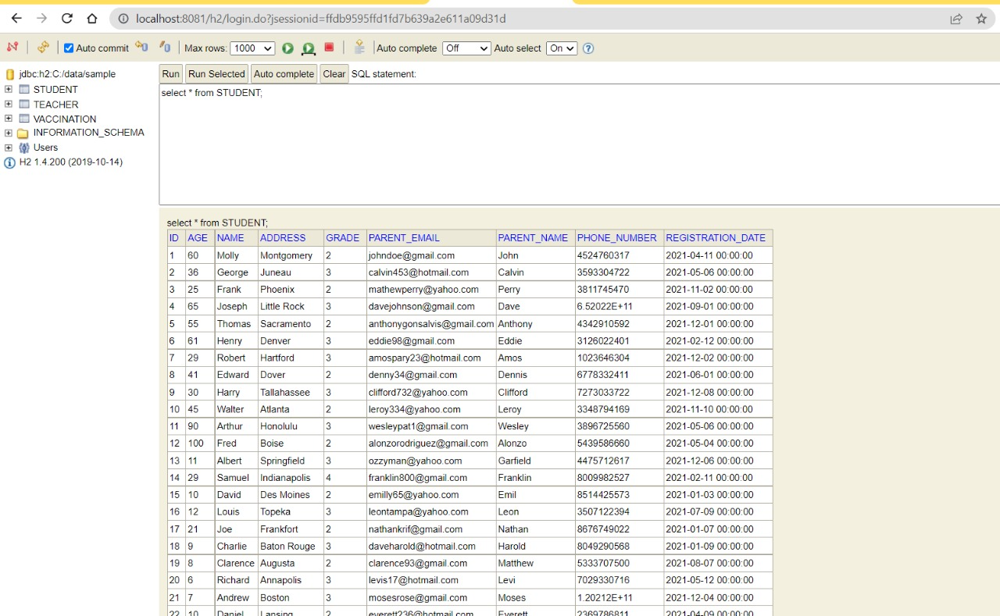 localhost:8081/h2/login.do?jsessionid=ffdb9595ffd1fd7b639a2e611a09d31d
Auto commit Max rows: 1000 Auto complete Off Auto select On
jdbc:h2:C:/data/sample
STUDENT
TEACHER
VACCINATION
INFORMATION_SCHEMA
Users
H2 1.4.200 (2019-10-14)
Run Run Selected Auto complete Clear SQL statement:
select * from STUDENT;
select * from STUDENT;
ID AGE NAME ADDRESS GRADE PARENT_EMAIL PARENT_NAME PHONE_NUMBER REGISTRATION_DATE
1 60 Molly Montgomery 2 johndoe@gmail.com John 4524760317 2021-04-11 00:00:00
2 36 George Juneau 3 calvin453@hotmail.com Calvin 3593304722 2021-05-06 00:00:00
3 25 Frank Phoenix 2 mathewperry@yahoo.com Perry 3811745470 2021-11-02 00:00:00
4 65 Joseph Little Rock 3 davejohnson@gmail.com Dave 6.52022E+11 2021-09-01 00:00:00
5 55 Thomas Sacramento 2 anthonygonsalvis@gmail.com Anthony 4342910592 2021-12-01 00:00:00
6 61 Henry Denver 3 eddie98@gmail.com Eddie 3126022401 2021-02-12 00:00:00
7 29 Robert Hartford 3 amospary23@hotmail.com Amos 1023646304 2021-12-02 00:00:00
8 41 Edward Dover 2 denny34@gmail.com Dennis 6778332411 2021-06-01 00:00:00
9 30 Harry Tallahassee 3 clifford732@yahoo.com Clifford 7273033722 2021-12-08 00:00:00
10 45 Walter Atlanta 2 leroy334@yahoo.com Leroy 3348794169 2021-11-10 00:00:00
11 90 Arthur Honolulu 3 wesleypat1@gmail.com Wesley 3896725560 2021-05-06 00:00:00
12 100 Fred Boise 2 alonzorodriguez@gmail.com Alonzo 5439586660 2021-05-04 00:00:00
13 11 Albert Springfield 3 ozzyman@yahoo.com Garfield 4475712617 2021-12-06 00:00:00
14 29 Samuel Indianapolis 4 franklin800@gmail.com Franklin 8009982527 2021-02-11 00:00:00
15 10 David Des Moines 2 emilly65@yahoo.com Emil 8514425573 2021-01-03 00:00:00
16 12 Louis Topeka 3 leontampa@yahoo.com Leon 3507122394 2021-07-09 00:00:00
17 21 Joe Frankfort 2 nathankrif@gmail.com Nathan 8676749022 2021-01-07 00:00:00
18 9 Charlie Baton Rouge 3 daveharold@hotmail.com Harold 8049290568 2021-01-09 00:00:00
19 8 Clarence Augusta 2 clarence93@gmail.com Matthew 5333707500 2021-08-07 00:00:00
20 6 Richard Annapolis 3 levis17@hotmail.com Levi 7029330716 2021-05-12 00:00:00
21 7 Andrew Boston 3 mosesrose@gmail.com Moses 1.20212E+11 2021-12-04 00:00:00
22 10 Daniel Lansing 2 everett236@hotmail.com Everett 2369786811 2021-04-09 00:00:00